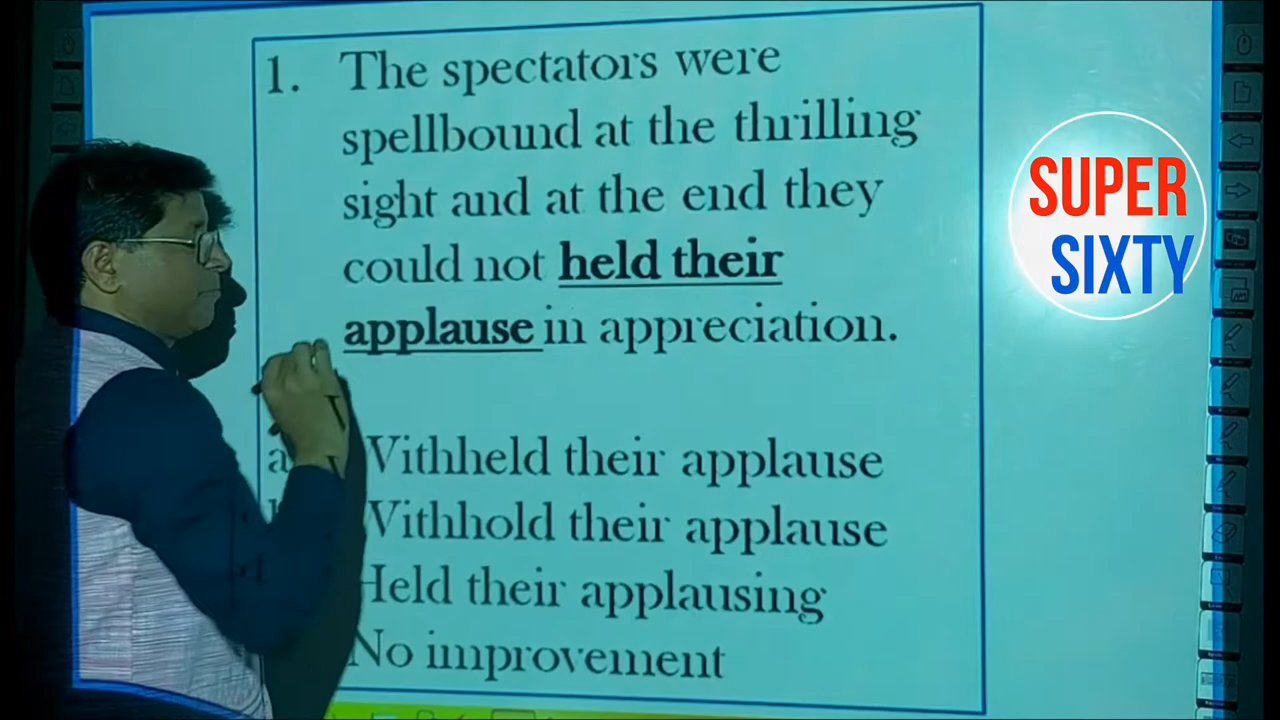 1. The spectators were
spellbound at the thrilling
sight and at the end they
could not held their
applause in appreciation.
a Withheld their applause
Withhold their applause
Held their applausing
No improvement
SUPER
SIXTY